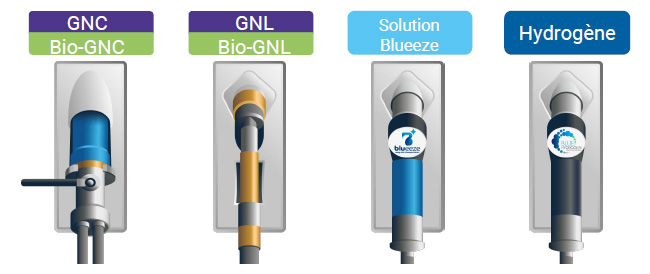 GNC
Bio-GNC
GNL
Bio-GNL
Solution
Blueeze
Hydrogène
blueeze